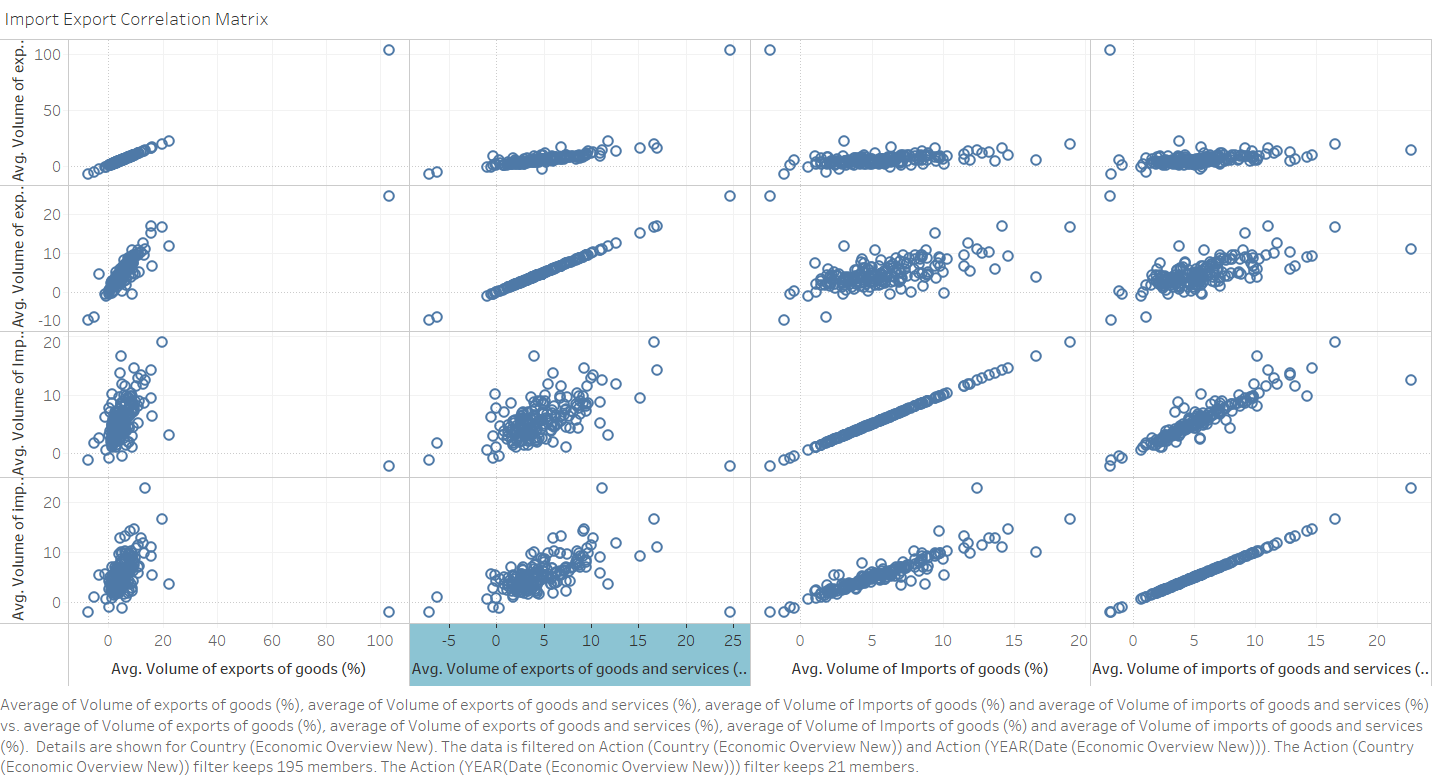 Import Export Correlation Matrix
Avg. Volume of exp..
100
50
0
Avg. Volume of exp..
20
10
0
-10
Avg. Volume of Imp..
20
10
0
Avg. Volume of imp..
20
10
0
0 20 40 60 80 100
-5 0 5 10 15 20 25
0 5 10 15 20
0 5 10 15 20
Avg. Volume of exports of goods (%)
Avg. Volume of exports of goods and services (..
Avg. Volume of Imports of goods (%)
Avg. Volume of imports of goods and services (..
Average of Volume of exports of goods (%), average of Volume of exports of goods and services (%), average of Volume of Imports of goods (%) and average of Volume of imports of goods and services (%)
vs. average of Volume of exports of goods (%), average of Volume of exports of goods and services (%), average of Volume of Imports of goods (%) and average of Volume of imports of goods and services
(%).  Details are shown for Country (Economic Overview New). The data is filtered on Action (Country (Economic Overview New)) and Action (YEAR(Date (Economic Overview New))). The Action (Country
(Economic Overview New)) filter keeps 195 members. The Action (YEAR(Date (Economic Overview New))) filter keeps 21 members.